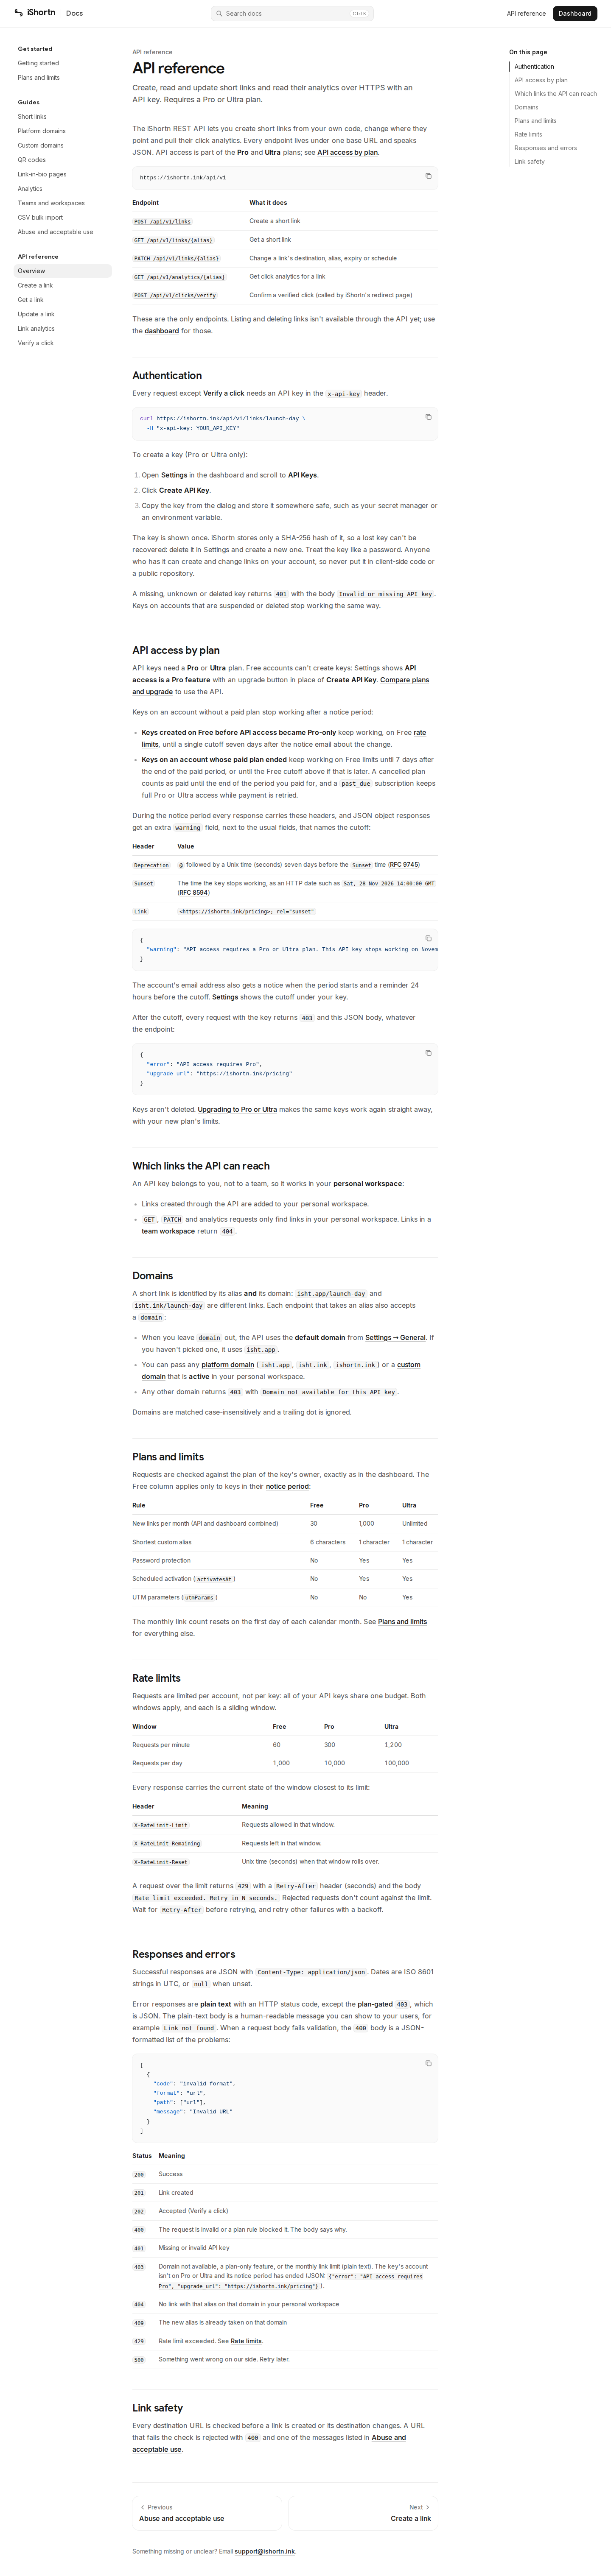 iShortn
Docs
Search docs
Ctrl K
API reference
Dashboard
Get started
Getting started
Plans and limits
Guides
Short links
Platform domains
Custom domains
QR codes
Link-in-bio pages
Analytics
Teams and workspaces
CSV bulk import
Abuse and acceptable use
API reference
Overview
Create a link
Get a link
Update a link
Link analytics
Verify a click
API reference
API reference
Create, read and update short links and read their analytics over HTTPS with an
API key. Requires a Pro or Ultra plan.
The iShortn REST API lets you create short links from your own code, change where they
point and pull their click analytics. Every endpoint lives under one base URL and speaks
JSON. API access is part of the Pro and Ultra plans; see API access by plan.
https://ishortn.ink/api/v1
Endpoint What it does
POST /api/v1/links Create a short link
GET /api/v1/links/{alias} Get a short link
PATCH /api/v1/links/{alias} Change a link's destination, alias, expiry or schedule
GET /api/v1/analytics/{alias} Get click analytics for a link
POST /api/v1/clicks/verify Confirm a verified click (called by iShortn's redirect page)
These are the only endpoints. Listing and deleting links isn't available through the API yet; use
the dashboard for those.
Authentication
Every request except Verify a click needs an API key in the x-api-key header.
curl https://ishortn.ink/api/v1/links/launch-day \
-H "x-api-key: YOUR_API_KEY"
To create a key (Pro or Ultra only):
1. Open Settings in the dashboard and scroll to API Keys.
2. Click Create API Key.
3. Copy the key from the dialog and store it somewhere safe, such as your secret manager or
an environment variable.
The key is shown once. iShortn stores only a SHA-256 hash of it, so a lost key can't be
recovered: delete it in Settings and create a new one. Treat the key like a password. Anyone
who has it can create and change links on your account, so never put it in client-side code or
a public repository.
A missing, unknown or deleted key returns 401 with the body Invalid or missing API key.
Keys on accounts that are suspended or deleted stop working the same way.
API access by plan
API keys need a Pro or Ultra plan. Free accounts can't create keys: Settings shows API
access is a Pro feature with an upgrade button in place of Create API Key. Compare plans
and upgrade to use the API.
Keys on an account without a paid plan stop working after a notice period:
• Keys created on Free before API access became Pro-only keep working, on Free rate
limits, until a single cutoff seven days after the notice email about the change.
• Keys on an account whose paid plan ended keep working on Free limits until 7 days after
the end of the paid period, or until the Free cutoff above if that is later. A cancelled plan
counts as paid until the end of the period you paid for, and a past_due subscription keeps
full Pro or Ultra access while payment is retried.
During the notice period every response carries these headers, and JSON object responses
get an extra warning field, next to the usual fields, that names the cutoff:
Header Value
Deprecation @ followed by a Unix time (seconds) seven days before the Sunset time (RFC 9745)
Sunset The time the key stops working, as an HTTP date such as Sat, 28 Nov 2026 14:00:00 GMT
(RFC 8594)
Link <https://ishortn.ink/pricing>; rel="sunset"
{
"warning": "API access requires a Pro or Ultra plan. This API key stops working on Novem
}
The account's email address also gets a notice when the period starts and a reminder 24
hours before the cutoff. Settings shows the cutoff under your key.
After the cutoff, every request with the key returns 403 and this JSON body, whatever
the endpoint:
{
"error": "API access requires Pro",
"upgrade_url": "https://ishortn.ink/pricing"
}
Keys aren't deleted. Upgrading to Pro or Ultra makes the same keys work again straight away,
with your new plan's limits.
Which links the API can reach
An API key belongs to you, not to a team, so it works in your personal workspace:
• Links created through the API are added to your personal workspace.
• GET, PATCH and analytics requests only find links in your personal workspace. Links in a
team workspace return 404.
Domains
A short link is identified by its alias and its domain: isht.app/launch-day and
isht.ink/launch-day are different links. Each endpoint that takes an alias also accepts
a domain:
• When you leave domain out, the API uses the default domain from Settings → General. If
you haven't picked one, it uses isht.app.
• You can pass any platform domain (isht.app, isht.ink, ishortn.ink) or a custom
domain that is active in your personal workspace.
• Any other domain returns 403 with Domain not available for this API key.
Domains are matched case-insensitively and a trailing dot is ignored.
Plans and limits
Requests are checked against the plan of the key's owner, exactly as in the dashboard. The
Free column applies only to keys in their notice period:
Rule Free Pro Ultra
New links per month (API and dashboard combined) 30 1,000 Unlimited
Shortest custom alias 6 characters 1 character 1 character
Password protection No Yes Yes
Scheduled activation (activatesAt) No Yes Yes
UTM parameters (utmParams) No No Yes
The monthly link count resets on the first day of each calendar month. See Plans and limits
for everything else.
Rate limits
Requests are limited per account, not per key: all of your API keys share one budget. Both
windows apply, and each is a sliding window.
Window Free Pro Ultra
Requests per minute 60 300 1,200
Requests per day 1,000 10,000 100,000
Every response carries the current state of the window closest to its limit:
Header Meaning
X-RateLimit-Limit Requests allowed in that window.
X-RateLimit-Remaining Requests left in that window.
X-RateLimit-Reset Unix time (seconds) when that window rolls over.
A request over the limit returns 429 with a Retry-After header (seconds) and the body
Rate limit exceeded. Retry in N seconds. Rejected requests don't count against the limit.
Wait for Retry-After before retrying, and retry other failures with a backoff.
Responses and errors
Successful responses are JSON with Content-Type: application/json. Dates are ISO 8601
strings in UTC, or null when unset.
Error responses are plain text with an HTTP status code, except the plan-gated 403, which
is JSON. The plain-text body is a human-readable message you can show to your users, for
example Link not found. When a request body fails validation, the 400 body is a JSON-
formatted list of the problems:
[
{
"code": "invalid_format",
"format": "url",
"path": ["url"],
"message": "Invalid URL"
}
]
Status Meaning
200 Success
201 Link created
202 Accepted (Verify a click)
400 The request is invalid or a plan rule blocked it. The body says why.
401 Missing or invalid API key
403 Domain not available, a plan-only feature, or the monthly link limit (plain text). The key's account
isn't on Pro or Ultra and its notice period has ended (JSON: {"error": "API access requires
Pro", "upgrade_url": "https://ishortn.ink/pricing"}).
404 No link with that alias on that domain in your personal workspace
409 The new alias is already taken on that domain
429 Rate limit exceeded. See Rate limits.
500 Something went wrong on our side. Retry later.
Link safety
Every destination URL is checked before a link is created or its destination changes. A URL
that fails the check is rejected with 400 and one of the messages listed in Abuse and
acceptable use.
Previous
Abuse and acceptable use
Next
Create a link
Something missing or unclear? Email support@ishortn.ink.
On this page
Authentication
API access by plan
Which links the API can reach
Domains
Plans and limits
Rate limits
Responses and errors
Link safety